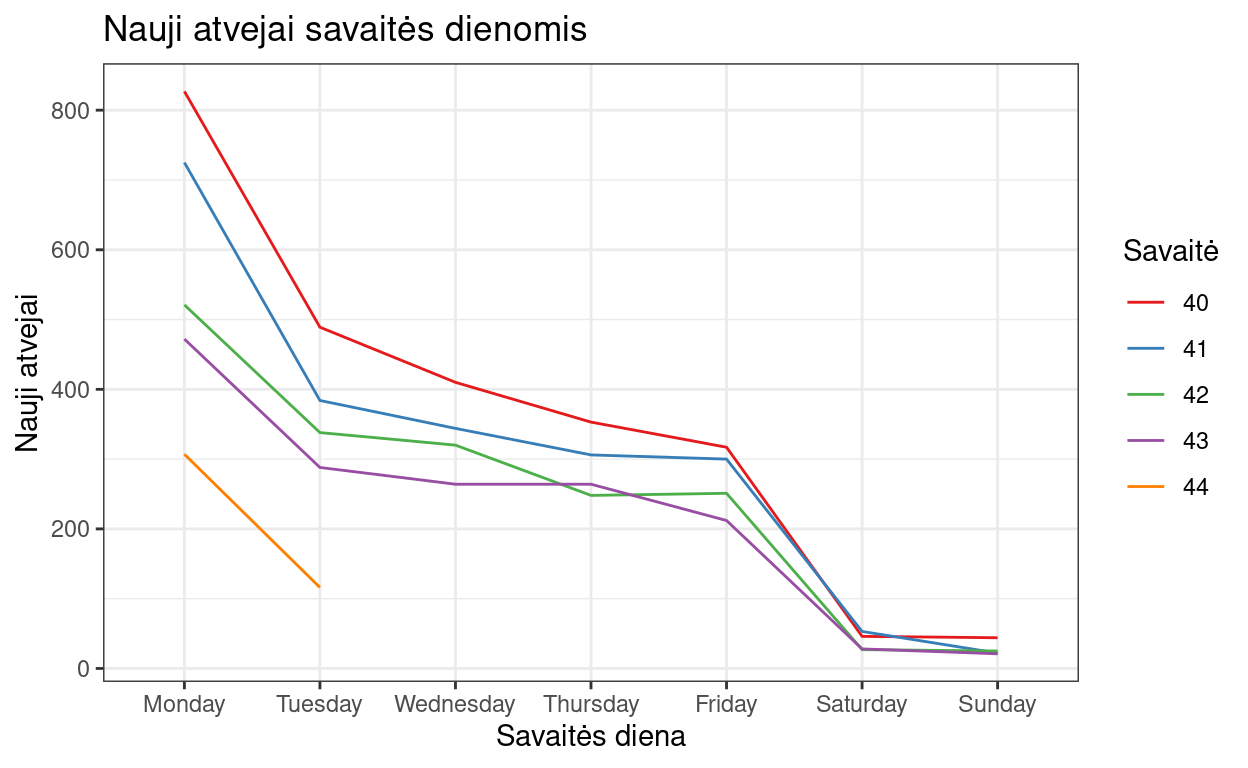 Nauji atvejai savaitės dienomis
Nauji atvejai
800
600
400
200
0
Monday Tuesday Wednesday Thursday Friday Saturday Sunday
Savaitės diena
Savaitė
40
41
42
43
44